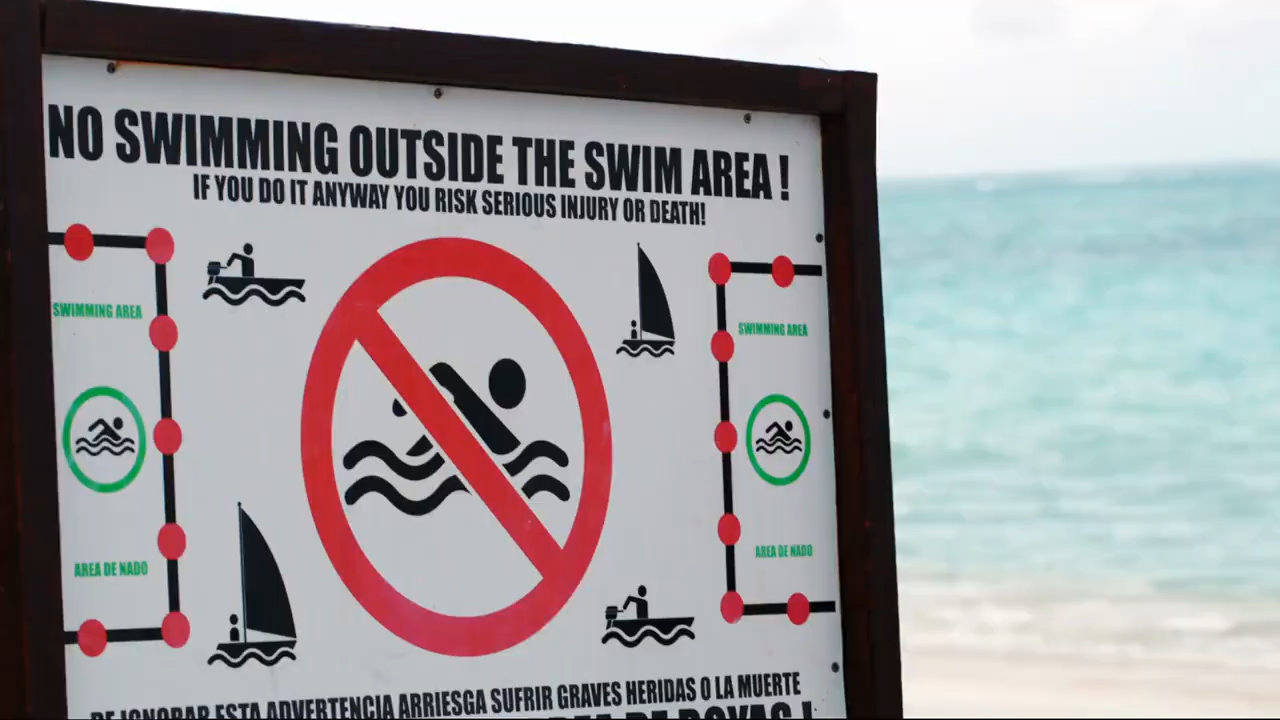 NO SWIMMING OUTSIDE THE SWIM AREA !
IF YOU DO IT ANYWAY YOU RISK SERIOUS INJURY OR DEATH!
SWIMMING AREA
SWIMMING AREA
AREA DE NADO
AREA DE NADO
DE IGNORAR ESTA ADVERTENCIA ARRIESGA SUFRIR GRAVES HERIDAS O LA MUERTE